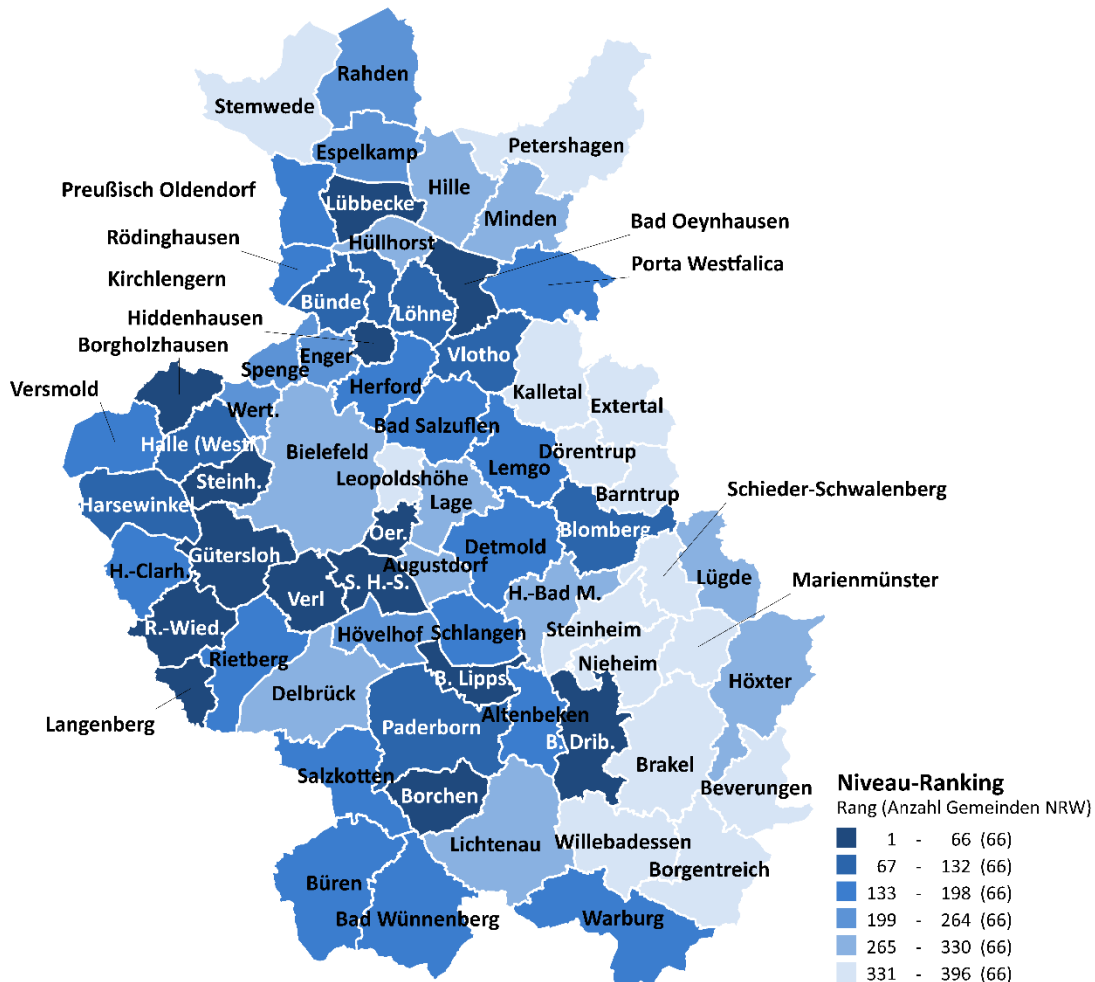 Rahden
Stemwede
Petershagen
Espelkamp
Hille
Preußisch Oldendorf
Lübbecke
Minden
Bad Oeynhausen
Rödinghausen
Hüllhorst
Porta Westfalica
Kirchlengern
Bünde
Löhne
Hiddenhausen
Borgholzhausen
Enger
Vlotho
Spenge
Versmold
Herford
Kalletal
Wert.
Extertal
Bad Salzuflen
Halle (Westf.)
Bielefeld
Dörentrup
Lemgo
Leopoldshöhe
Steinh.
Schieder-Schwalenberg
Barntrup
Lage
Harsewinkel
Blomberg
Oer.
Detmold
Gütersloh
Augustdorf
H.-Clarh.
Lügde
Marienmünster
S. H.-S.
H.-Bad M.
Verl
R.-Wied.
Steinheim
Hövelhof
Schlangen
Rietberg
Nieheim
Höxter
B. Lipps.
Delbrück
Langenberg
Altenbeken
Paderborn
B. Drib.
Brakel
Salzkotten
Beverungen
Borchen
Lichtenau
Willebadessen
Borgentreich
Büren
Bad Wünnenberg
Warburg
Niveau-Ranking
Rang (Anzahl Gemeinden NRW)
1 - 66 (66)
67 - 132 (66)
133 - 198 (66)
199 - 264 (66)
265 - 330 (66)
331 - 396 (66)